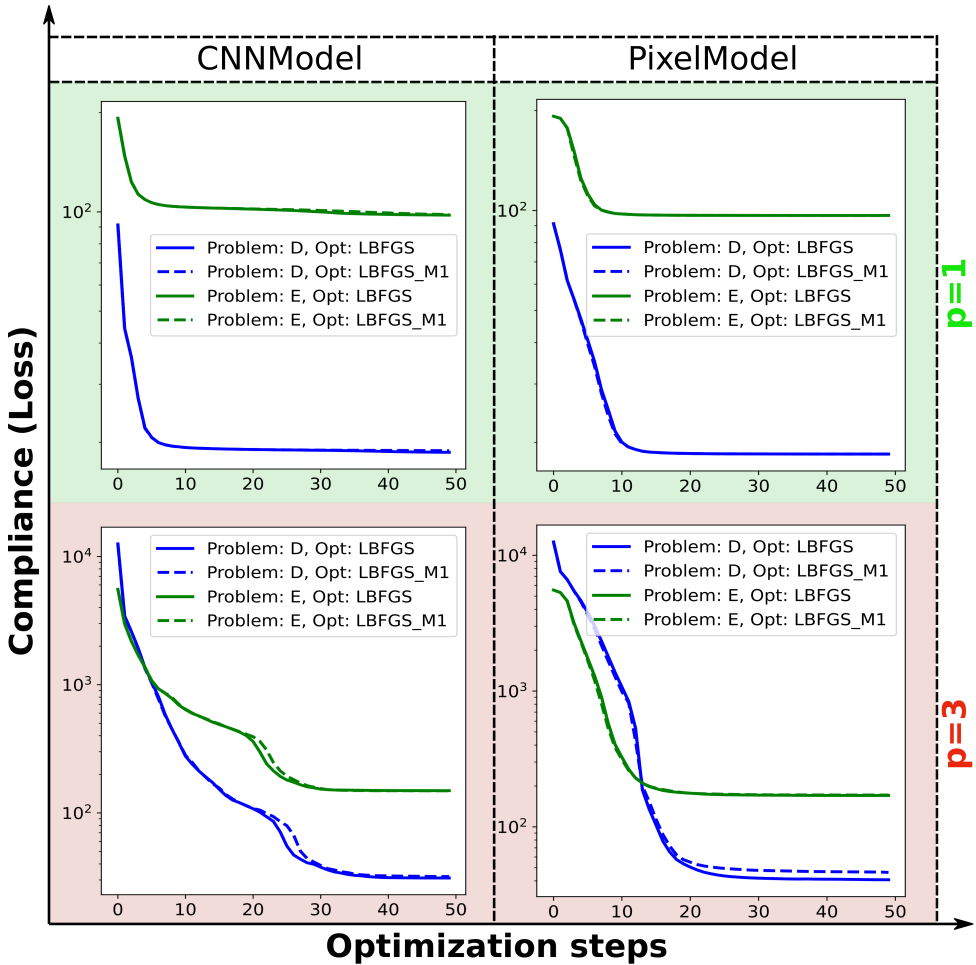 CNNModel
PixelModel
10²
Problem: D, Opt: LBFGS
Problem: D, Opt: LBFGS_M1
Problem: E, Opt: LBFGS
Problem: E, Opt: LBFGS_M1
0 10 20 30 40 50
10²
Problem: D, Opt: LBFGS
Problem: D, Opt: LBFGS_M1
Problem: E, Opt: LBFGS
Problem: E, Opt: LBFGS_M1
0 10 20 30 40 50
p=1
Compliance (Loss)
10⁴
10³
10²
Problem: D, Opt: LBFGS
Problem: D, Opt: LBFGS_M1
Problem: E, Opt: LBFGS
Problem: E, Opt: LBFGS_M1
0 10 20 30 40 50
10⁴
10³
10²
Problem: D, Opt: LBFGS
Problem: D, Opt: LBFGS_M1
Problem: E, Opt: LBFGS
Problem: E, Opt: LBFGS_M1
0 10 20 30 40 50
p=3
Optimization steps